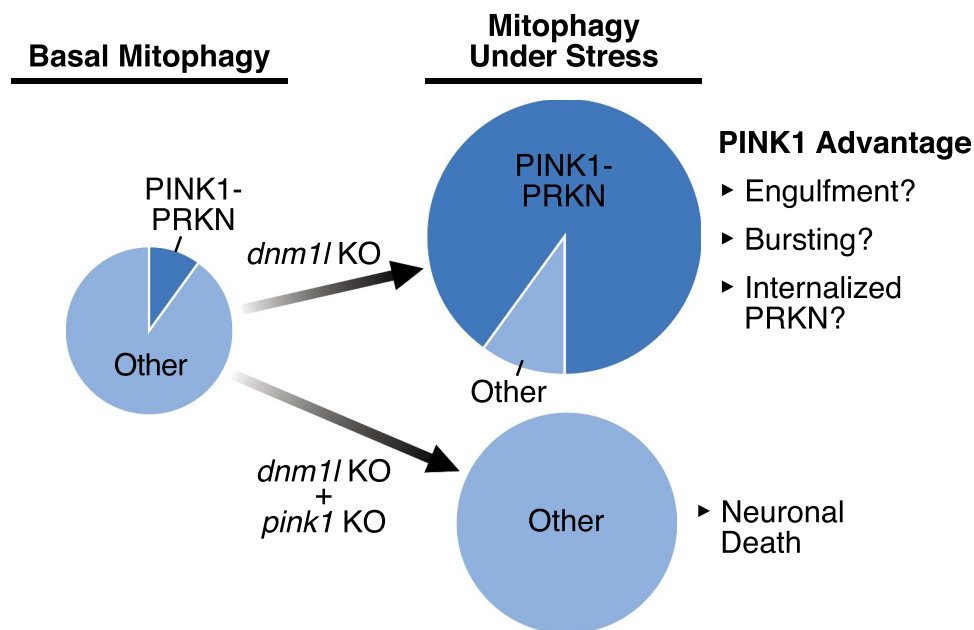 Basal Mitophagy
Mitophagy
Under Stress
PINK1-
PRKN
Other
dnm1l KO
PINK1-
PRKN
Other
PINK1 Advantage
▸ Engulfment?
▸ Bursting?
▸ Internalized
PRKN?
dnm1l KO
+
pink1 KO
Other
▸ Neuronal
Death